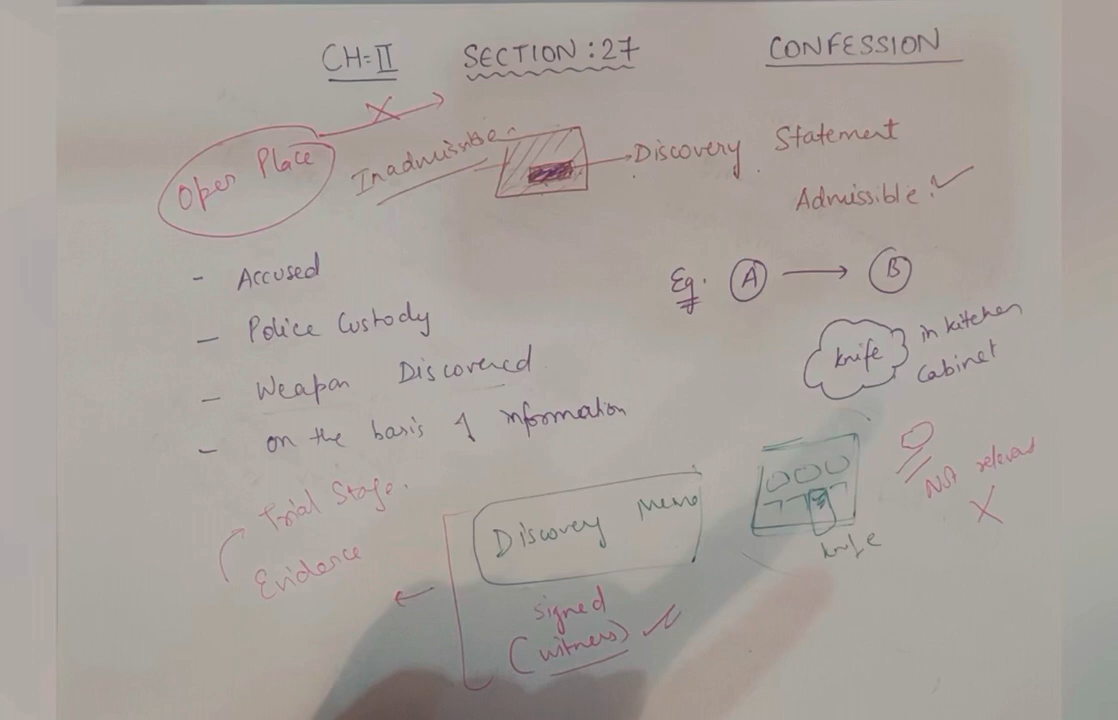 CH-II SECTION :27 CONFESSION
Open Place
Inadmissible
Discovery Statement
Admissible ✓
- Accused
- Police Custody
- Weapon Discovered
- on the basis of information
Eg. A → B
knife
in kitchen
cabinet
knife
Not relevant
X
Trial Stage.
Evidence
Discovery Memo
signed
(witness) ✓